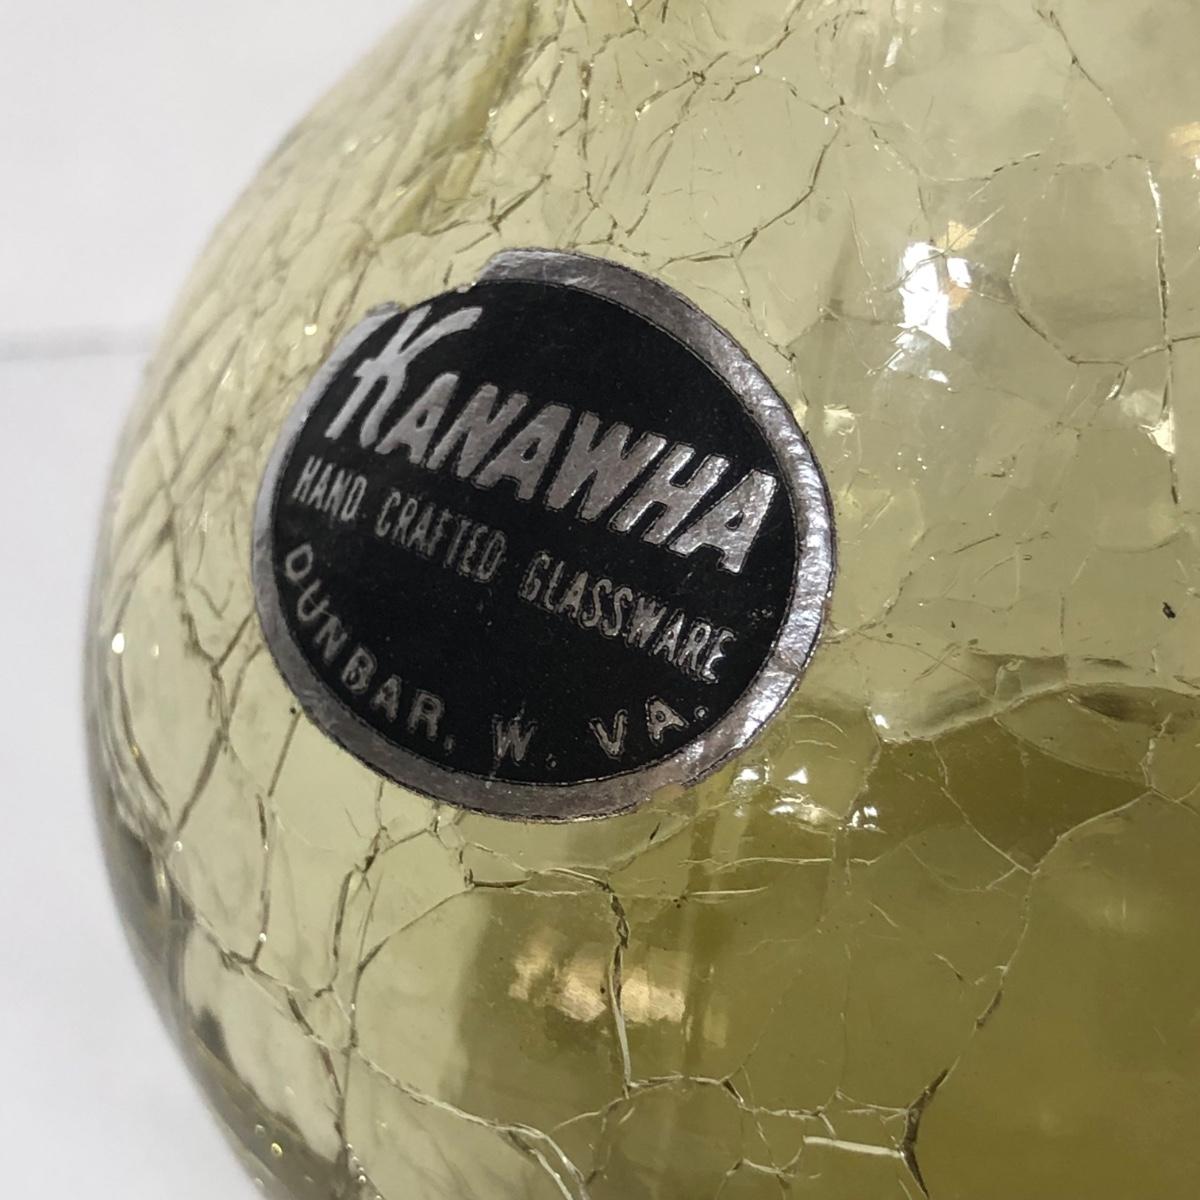 KANAWHA
HAND CRAFTED GLASSWARE
DUNBAR, W. VA.